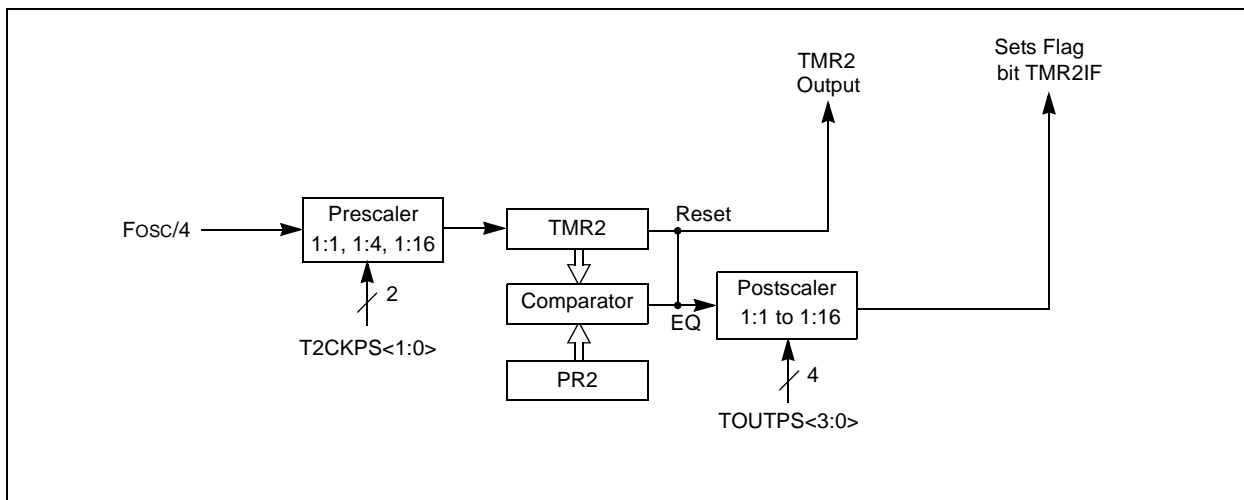 TMR2
Output
Sets Flag
bit TMR2IF
FOSC/4
Prescaler
1:1, 1:4, 1:16
2
T2CKPS<1:0>
TMR2
Reset
Comparator
EQ
PR2
Postscaler
1:1 to 1:16
4
TOUTPS<3:0>